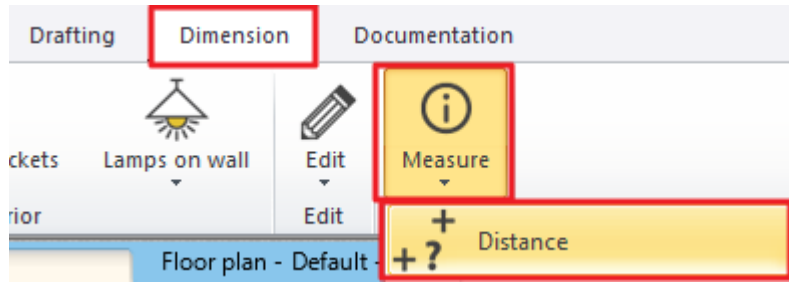 Drafting Dimension Documentation
ckets Lamps on wall Edit Measure
rior Edit
+ Distance
+?
Floor plan - Default -